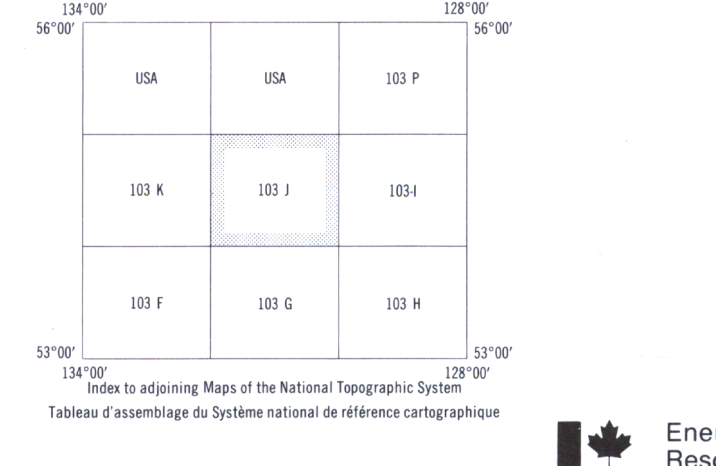 134°00' 128°00'
56°00' 56°00'
USA USA 103 P
103 K 103 J 103-I
103 F 103 G 103 H
53°00' 53°00'
134°00' 128°00'
Index to adjoining Maps of the National Topographic System
Tableau d'assemblage du Système national de référence cartographique